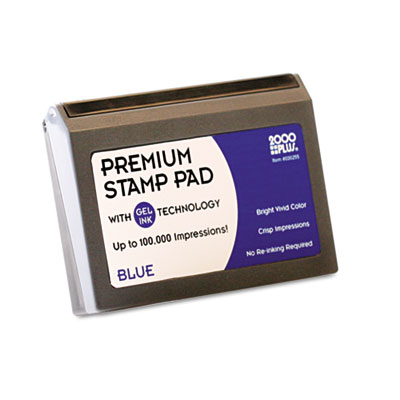 PREMIUM
STAMP PAD
WITH GEL INK TECHNOLOGY
Up to 100,000 Impressions!
BLUE
2000
PLUS®
Bright Vivid Color
Crisp Impressions
No Re-inking Required